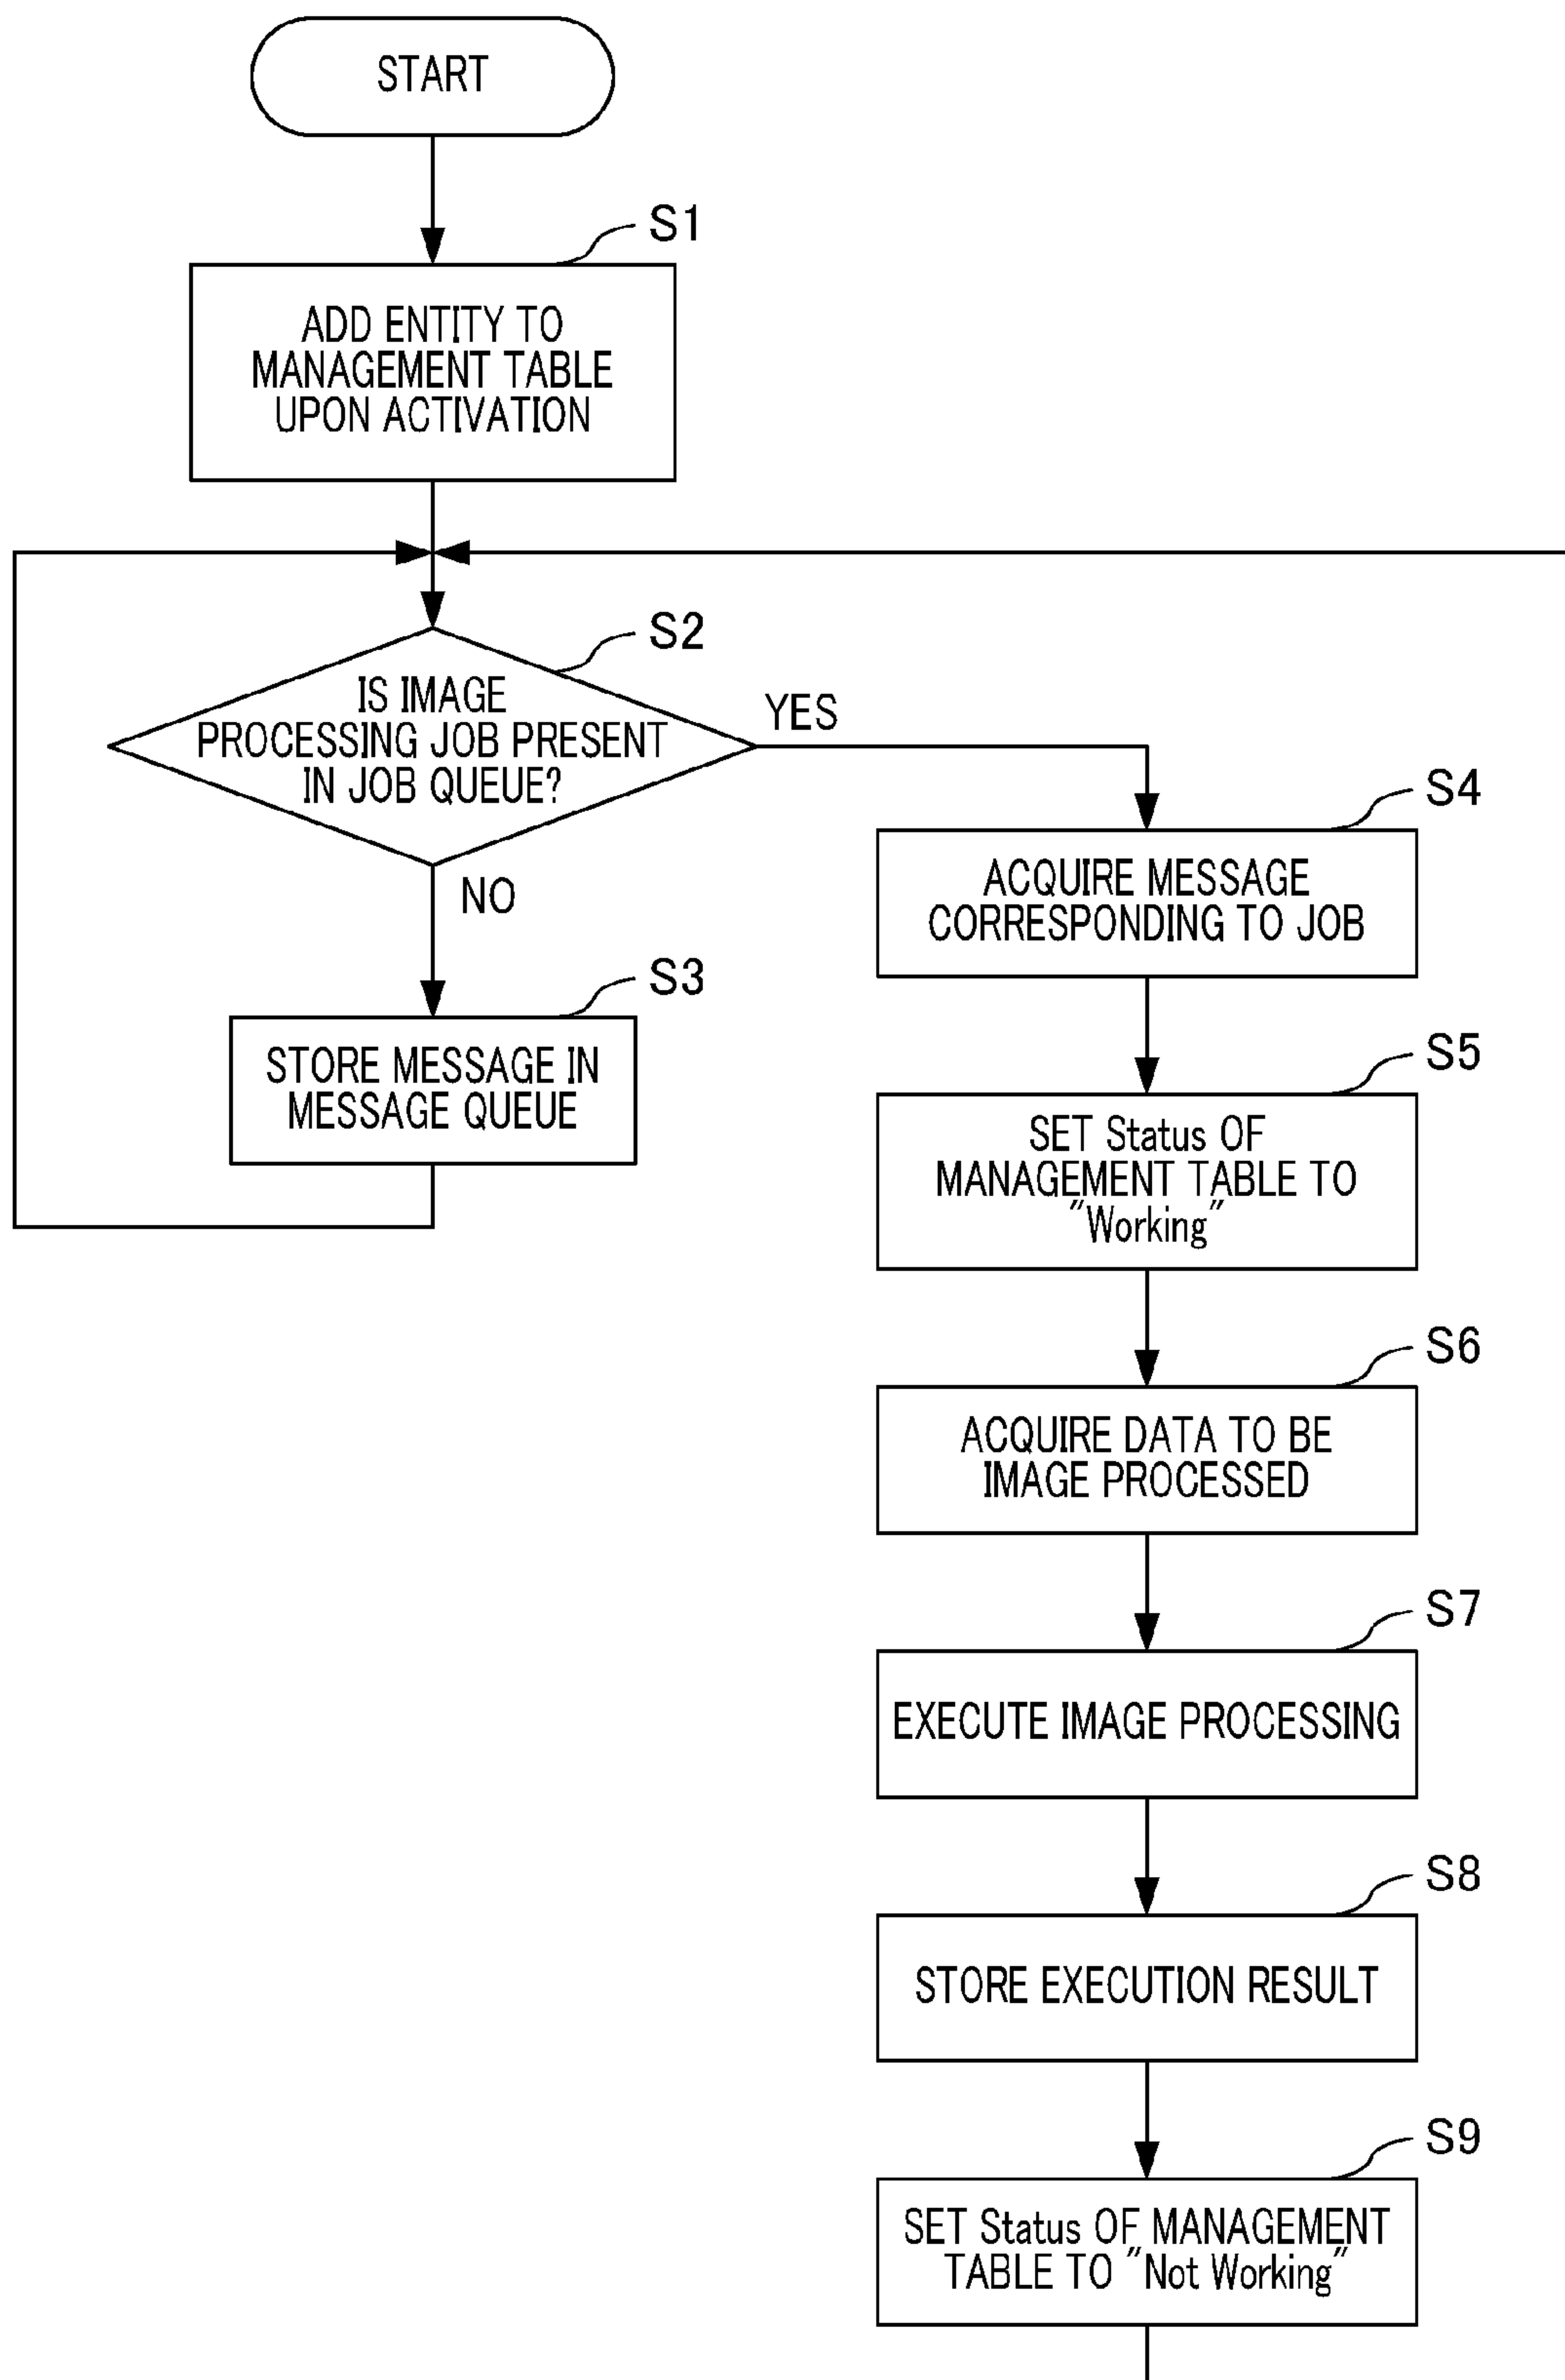 START
S1
ADD ENTITY TO
MANAGEMENT TABLE
UPON ACTIVATION
S2
IS IMAGE
PROCESSING JOB PRESENT
IN JOB QUEUE?
YES
NO
S3
STORE MESSAGE IN
MESSAGE QUEUE
S4
ACQUIRE MESSAGE
CORRESPONDING TO JOB
S5
SET Status OF
MANAGEMENT TABLE TO
"Working"
S6
ACQUIRE DATA TO BE
IMAGE PROCESSED
S7
EXECUTE IMAGE PROCESSING
S8
STORE EXECUTION RESULT
S9
SET Status OF MANAGEMENT
TABLE TO "Not Working"